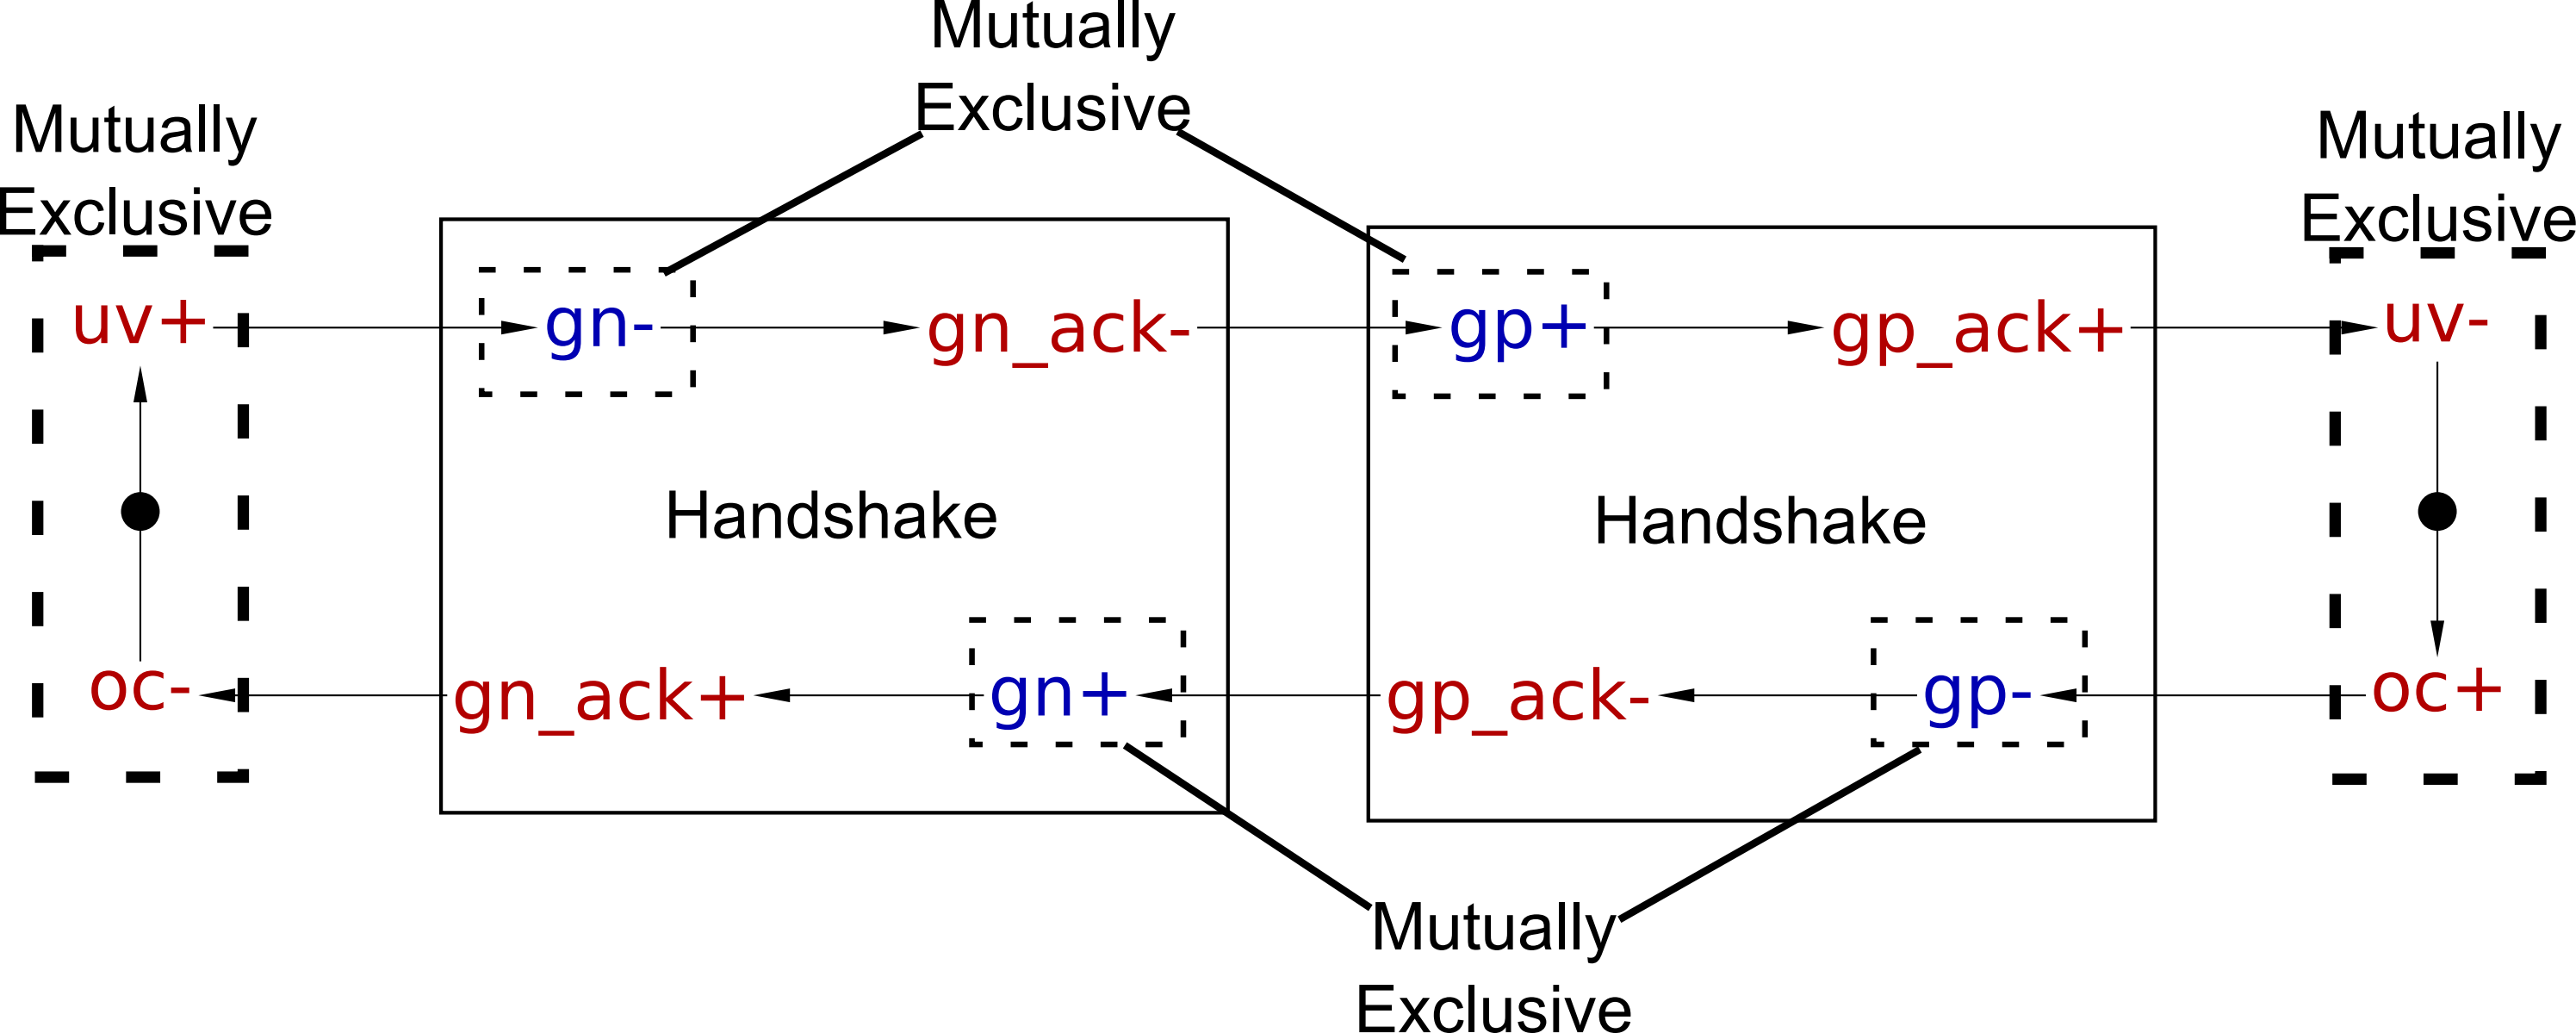 Mutually
Exclusive
Mutually
Exclusive
Mutually
Exclusive
uv+
gn-
gn_ack-
gp+
gp_ack+
uv-
Handshake
Handshake
oc-
gn_ack+
gn+
gp_ack-
gp-
oc+
Mutually
Exclusive